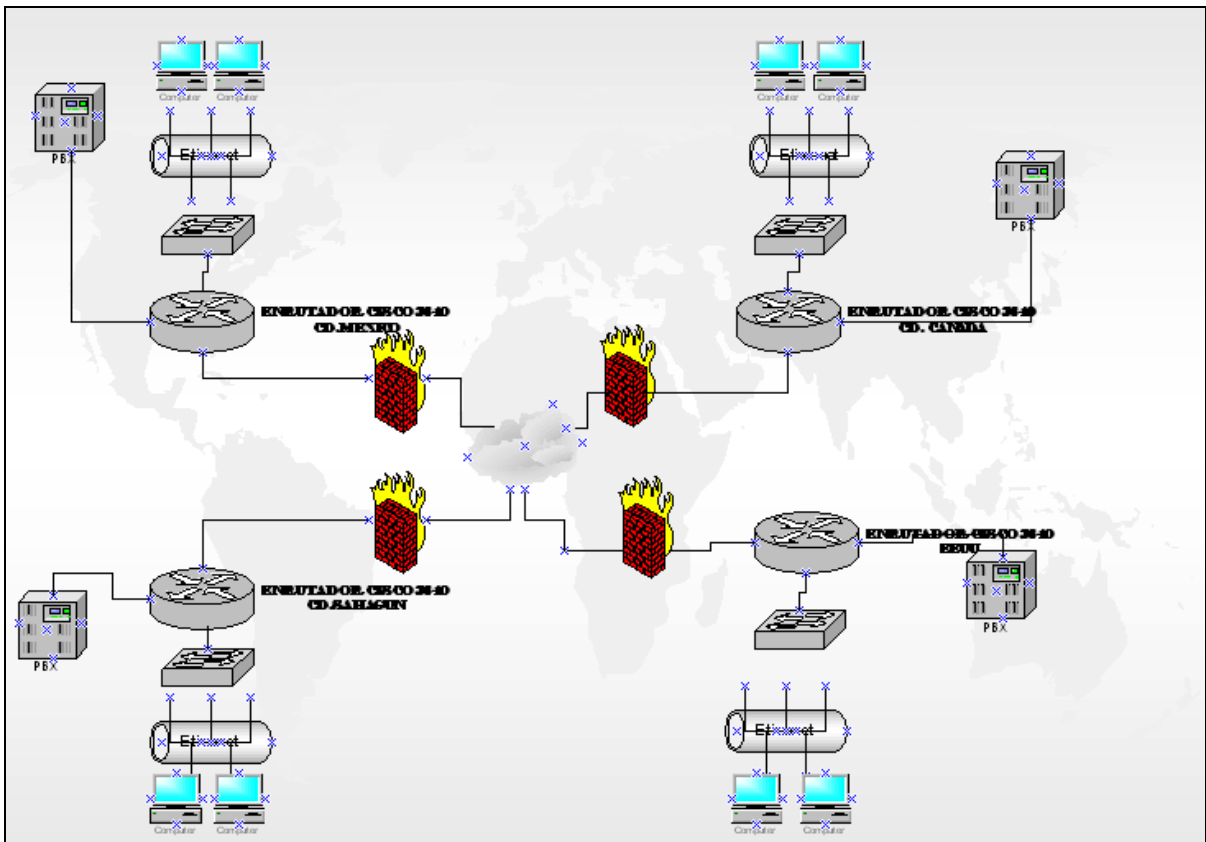 Computer Computer
Computer Computer
PBX
Ethernet
Ethernet
PBX
ENRUTADOR CISCO 3640
CD.MEXICO
ENRUTADOR CISCO 3640
CD. CANADA
ENRUTADOR CISCO 3640
EEUU
ENRUTADOR CISCO 3640
CD.SAHAGUN
PBX
PBX
Ethernet
Ethernet
Computer Computer
Computer Computer